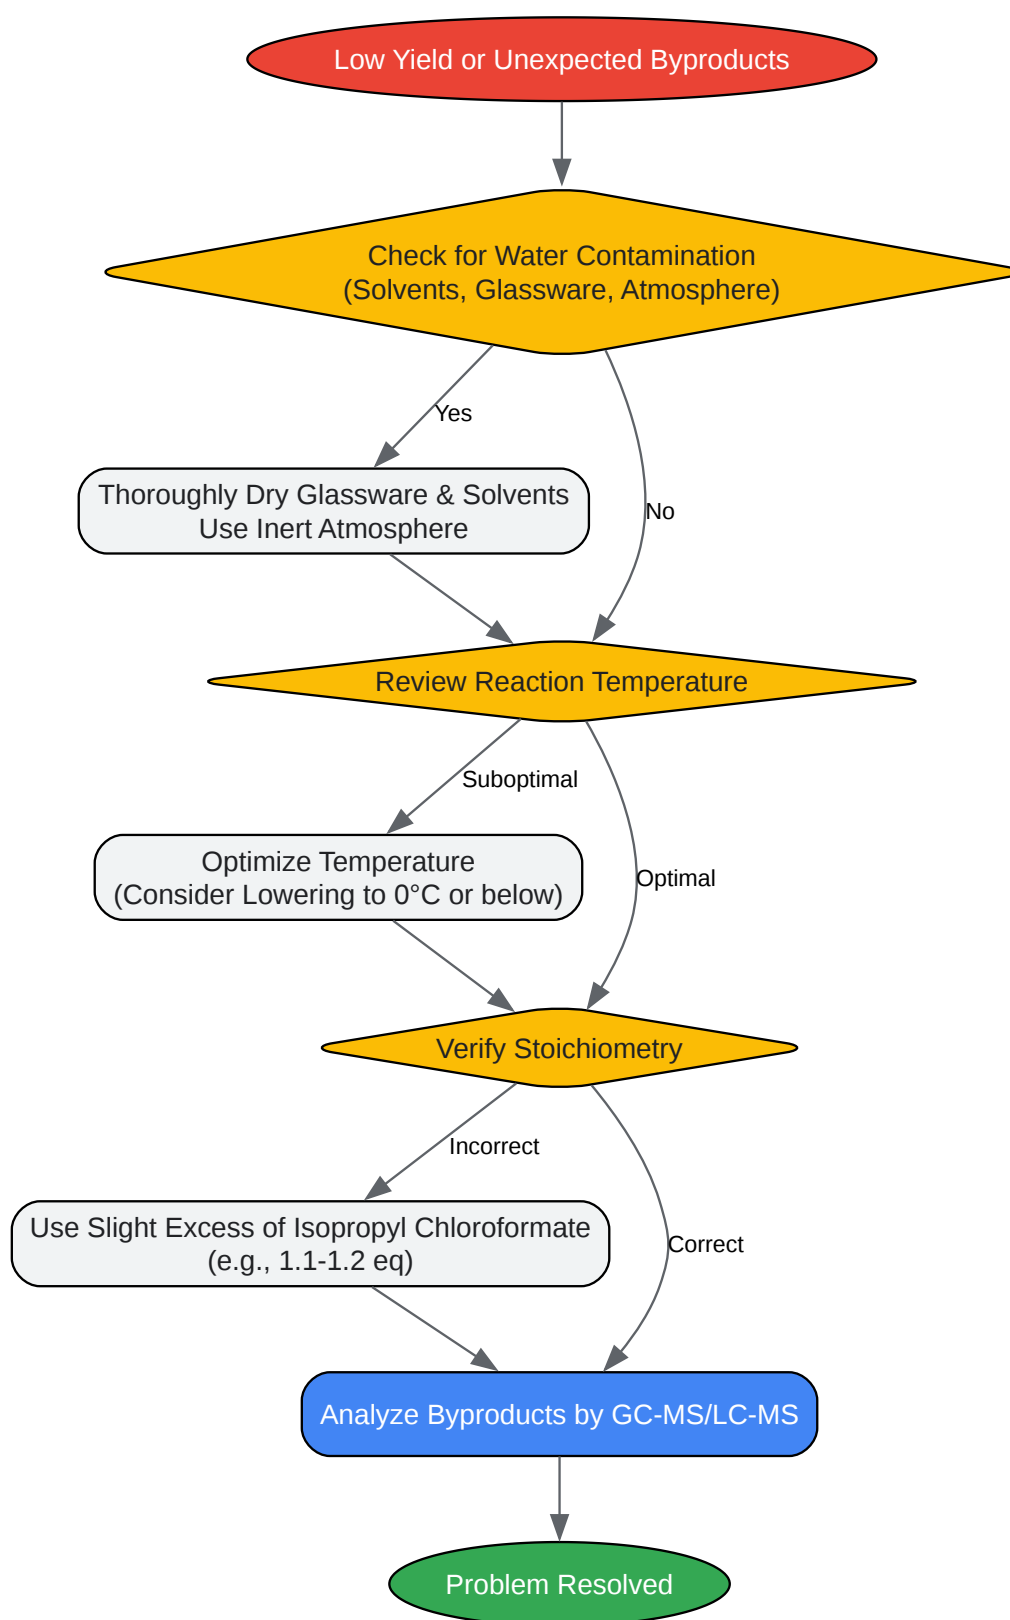 Low Yield or Unexpected Byproducts
Check for Water Contamination
(Solvents, Glassware, Atmosphere)
Yes
Thoroughly Dry Glassware & Solvents
Use Inert Atmosphere
No
Review Reaction Temperature
Suboptimal
Optimize Temperature
(Consider Lowering to 0°C or below)
Optimal
Verify Stoichiometry
Incorrect
Use Slight Excess of Isopropyl Chloroformate
(e.g., 1.1-1.2 eq)
Correct
Analyze Byproducts by GC-MS/LC-MS
Problem Resolved